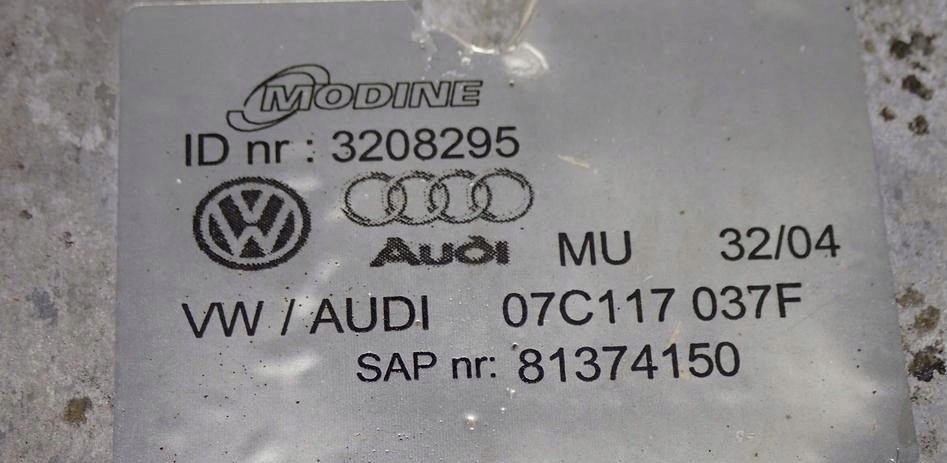 MODINE
ID nr : 3208295
Audi MU 32/04
VW / AUDI 07C117 037F
SAP nr: 81374150